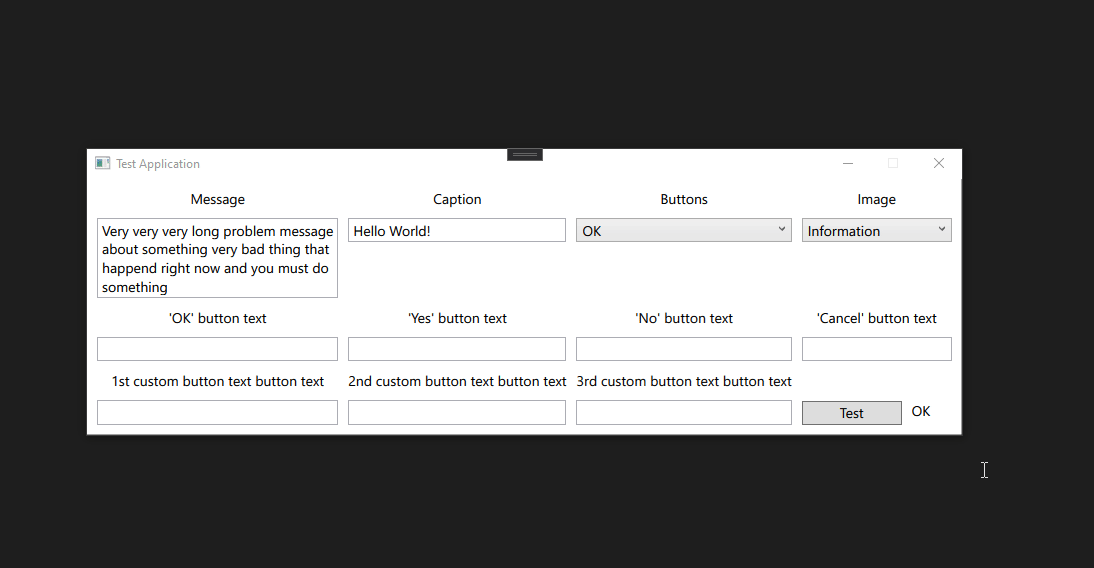 Test Application
Message
Caption
Buttons
Image
Very very very long problem message
about something very bad thing that
happend right now and you must do
something
Hello World!
OK
Information
'OK' button text
'Yes' button text
'No' button text
'Cancel' button text
1st custom button text button text
2nd custom button text button text
3rd custom button text button text
Test
OK